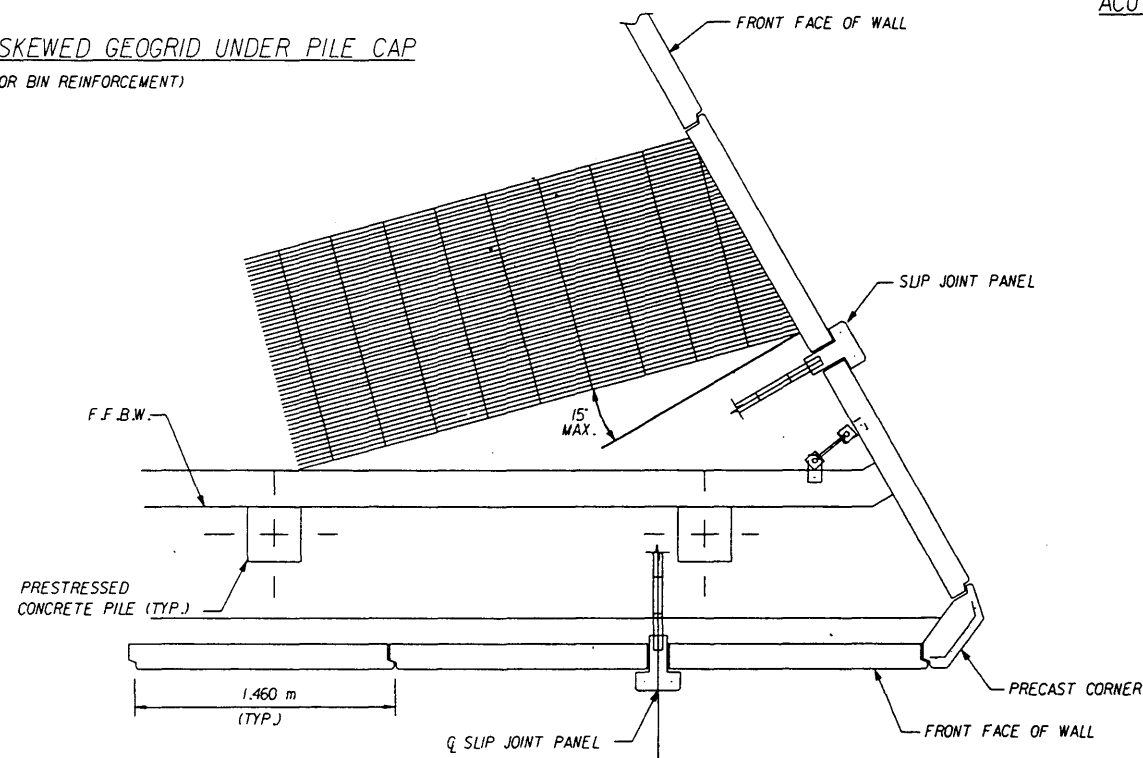 ACU
FRONT FACE OF WALL
SKEWED GEOGRID UNDER PILE CAP
OR BIN REINFORCEMENT)
SLIP JOINT PANEL
15°
MAX.
F.F.B.W.
PRESTRESSED
CONCRETE PILE (TYP.)
1.460 m
(TYP.)
PRECAST CORNER
FRONT FACE OF WALL
℄ SLIP JOINT PANEL